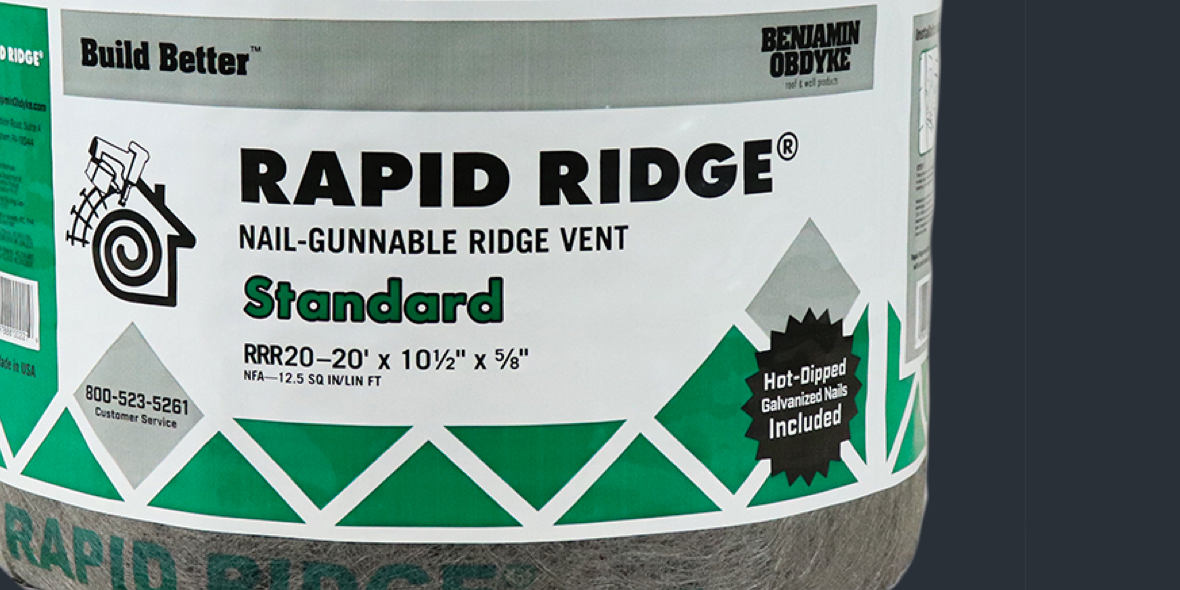 Build Better™
BENJAMIN
OBDYKE
roof & wall products
D RIDGE®
RAPID RIDGE®
NAIL-GUNNABLE RIDGE VENT
Standard
RRR20–20' x 10½" x ⅝"
NFA—12.5 SQ IN/LIN FT
Made in USA
800-523-5261
Customer Service
Hot-Dipped
Galvanized Nails
Included
RAPID RIDGE®